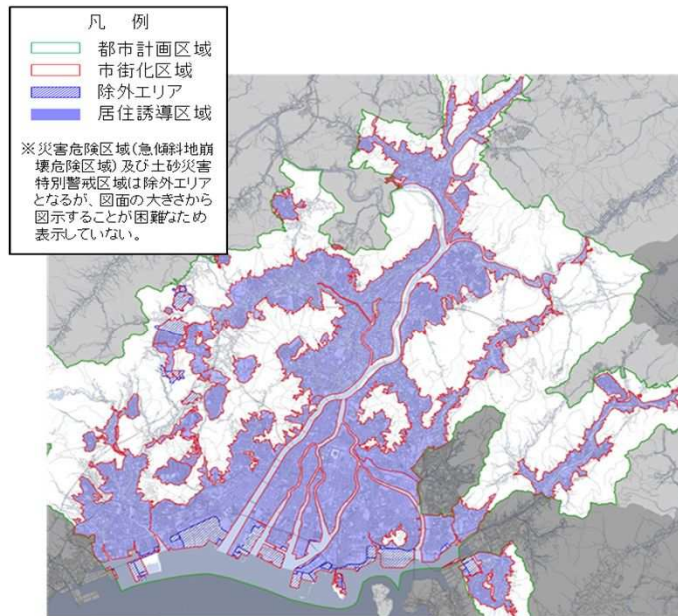 凡　例
都市計画区域
市街化区域
除外エリア
居住誘導区域
※災害危険区域(急傾斜地崩
壊危険区域)及び土砂災害
特別警戒区域は除外エリア
となるが、図面の大きさから
図示することが困難なため
表示していない。